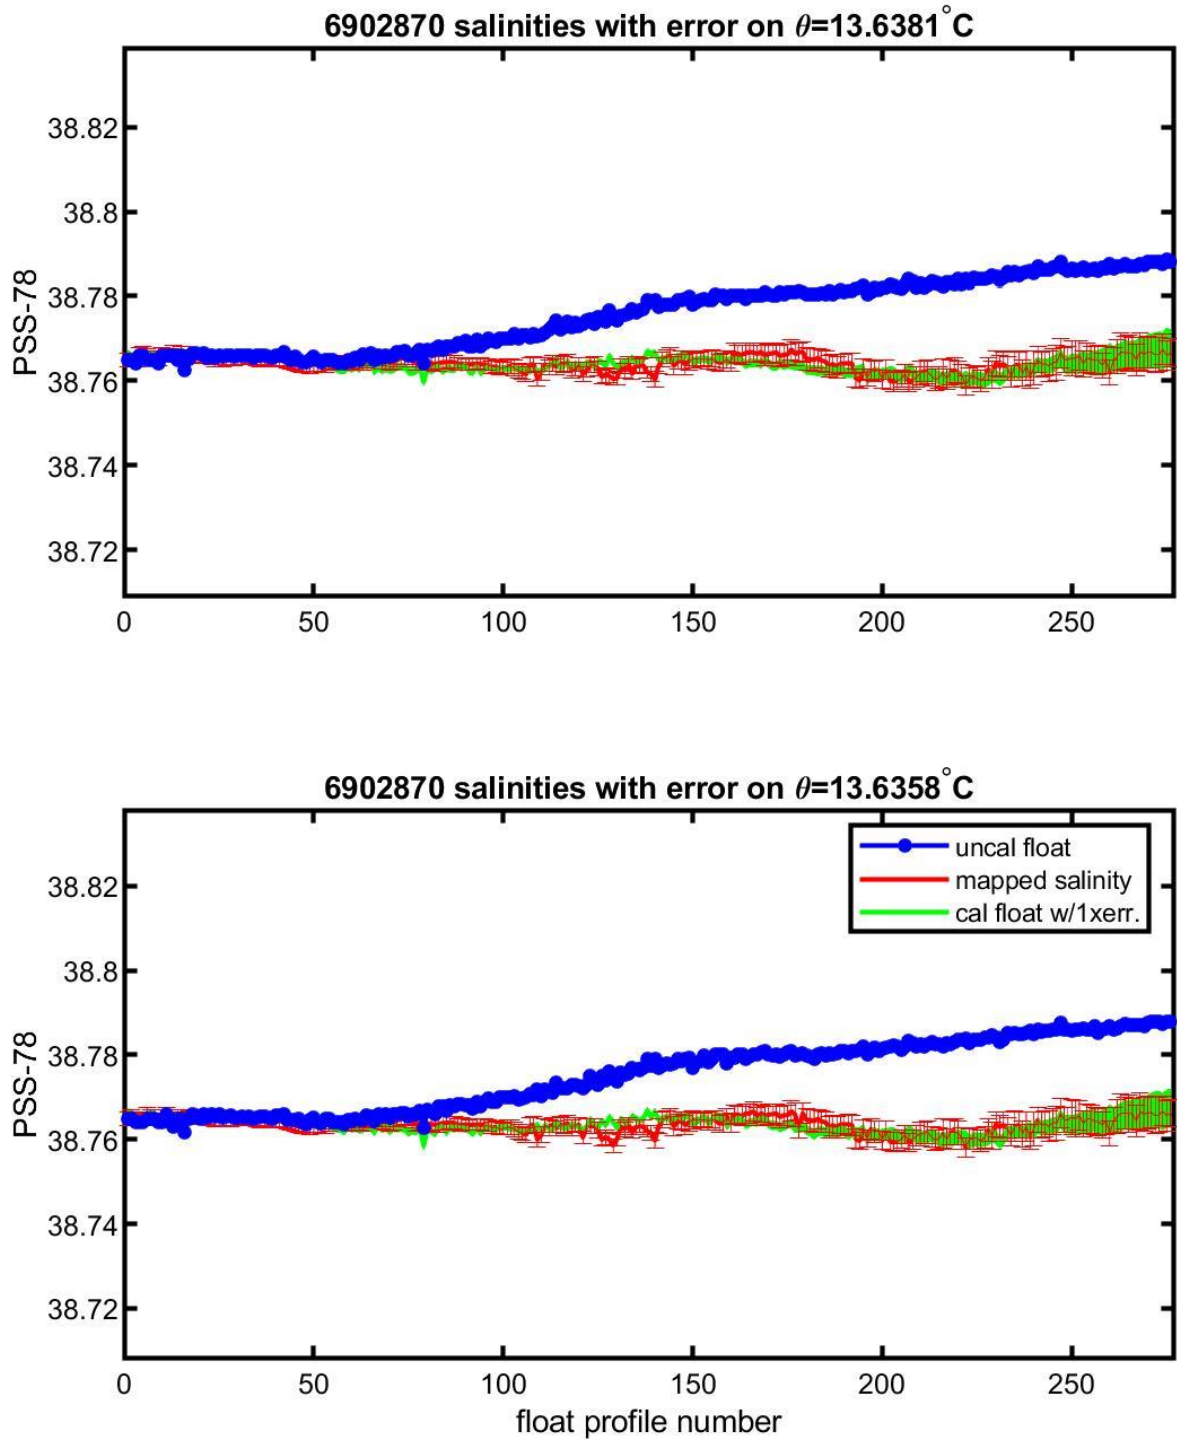 6902870 salinities with error on θ=13.6381°C
38.82
38.8
38.78
38.76
38.74
38.72
PSS-78
0 50 100 150 200 250
6902870 salinities with error on θ=13.6358°C
uncal float
mapped salinity
cal float w/1xerr.
38.82
38.8
38.78
38.76
38.74
38.72
PSS-78
0 50 100 150 200 250
float profile number